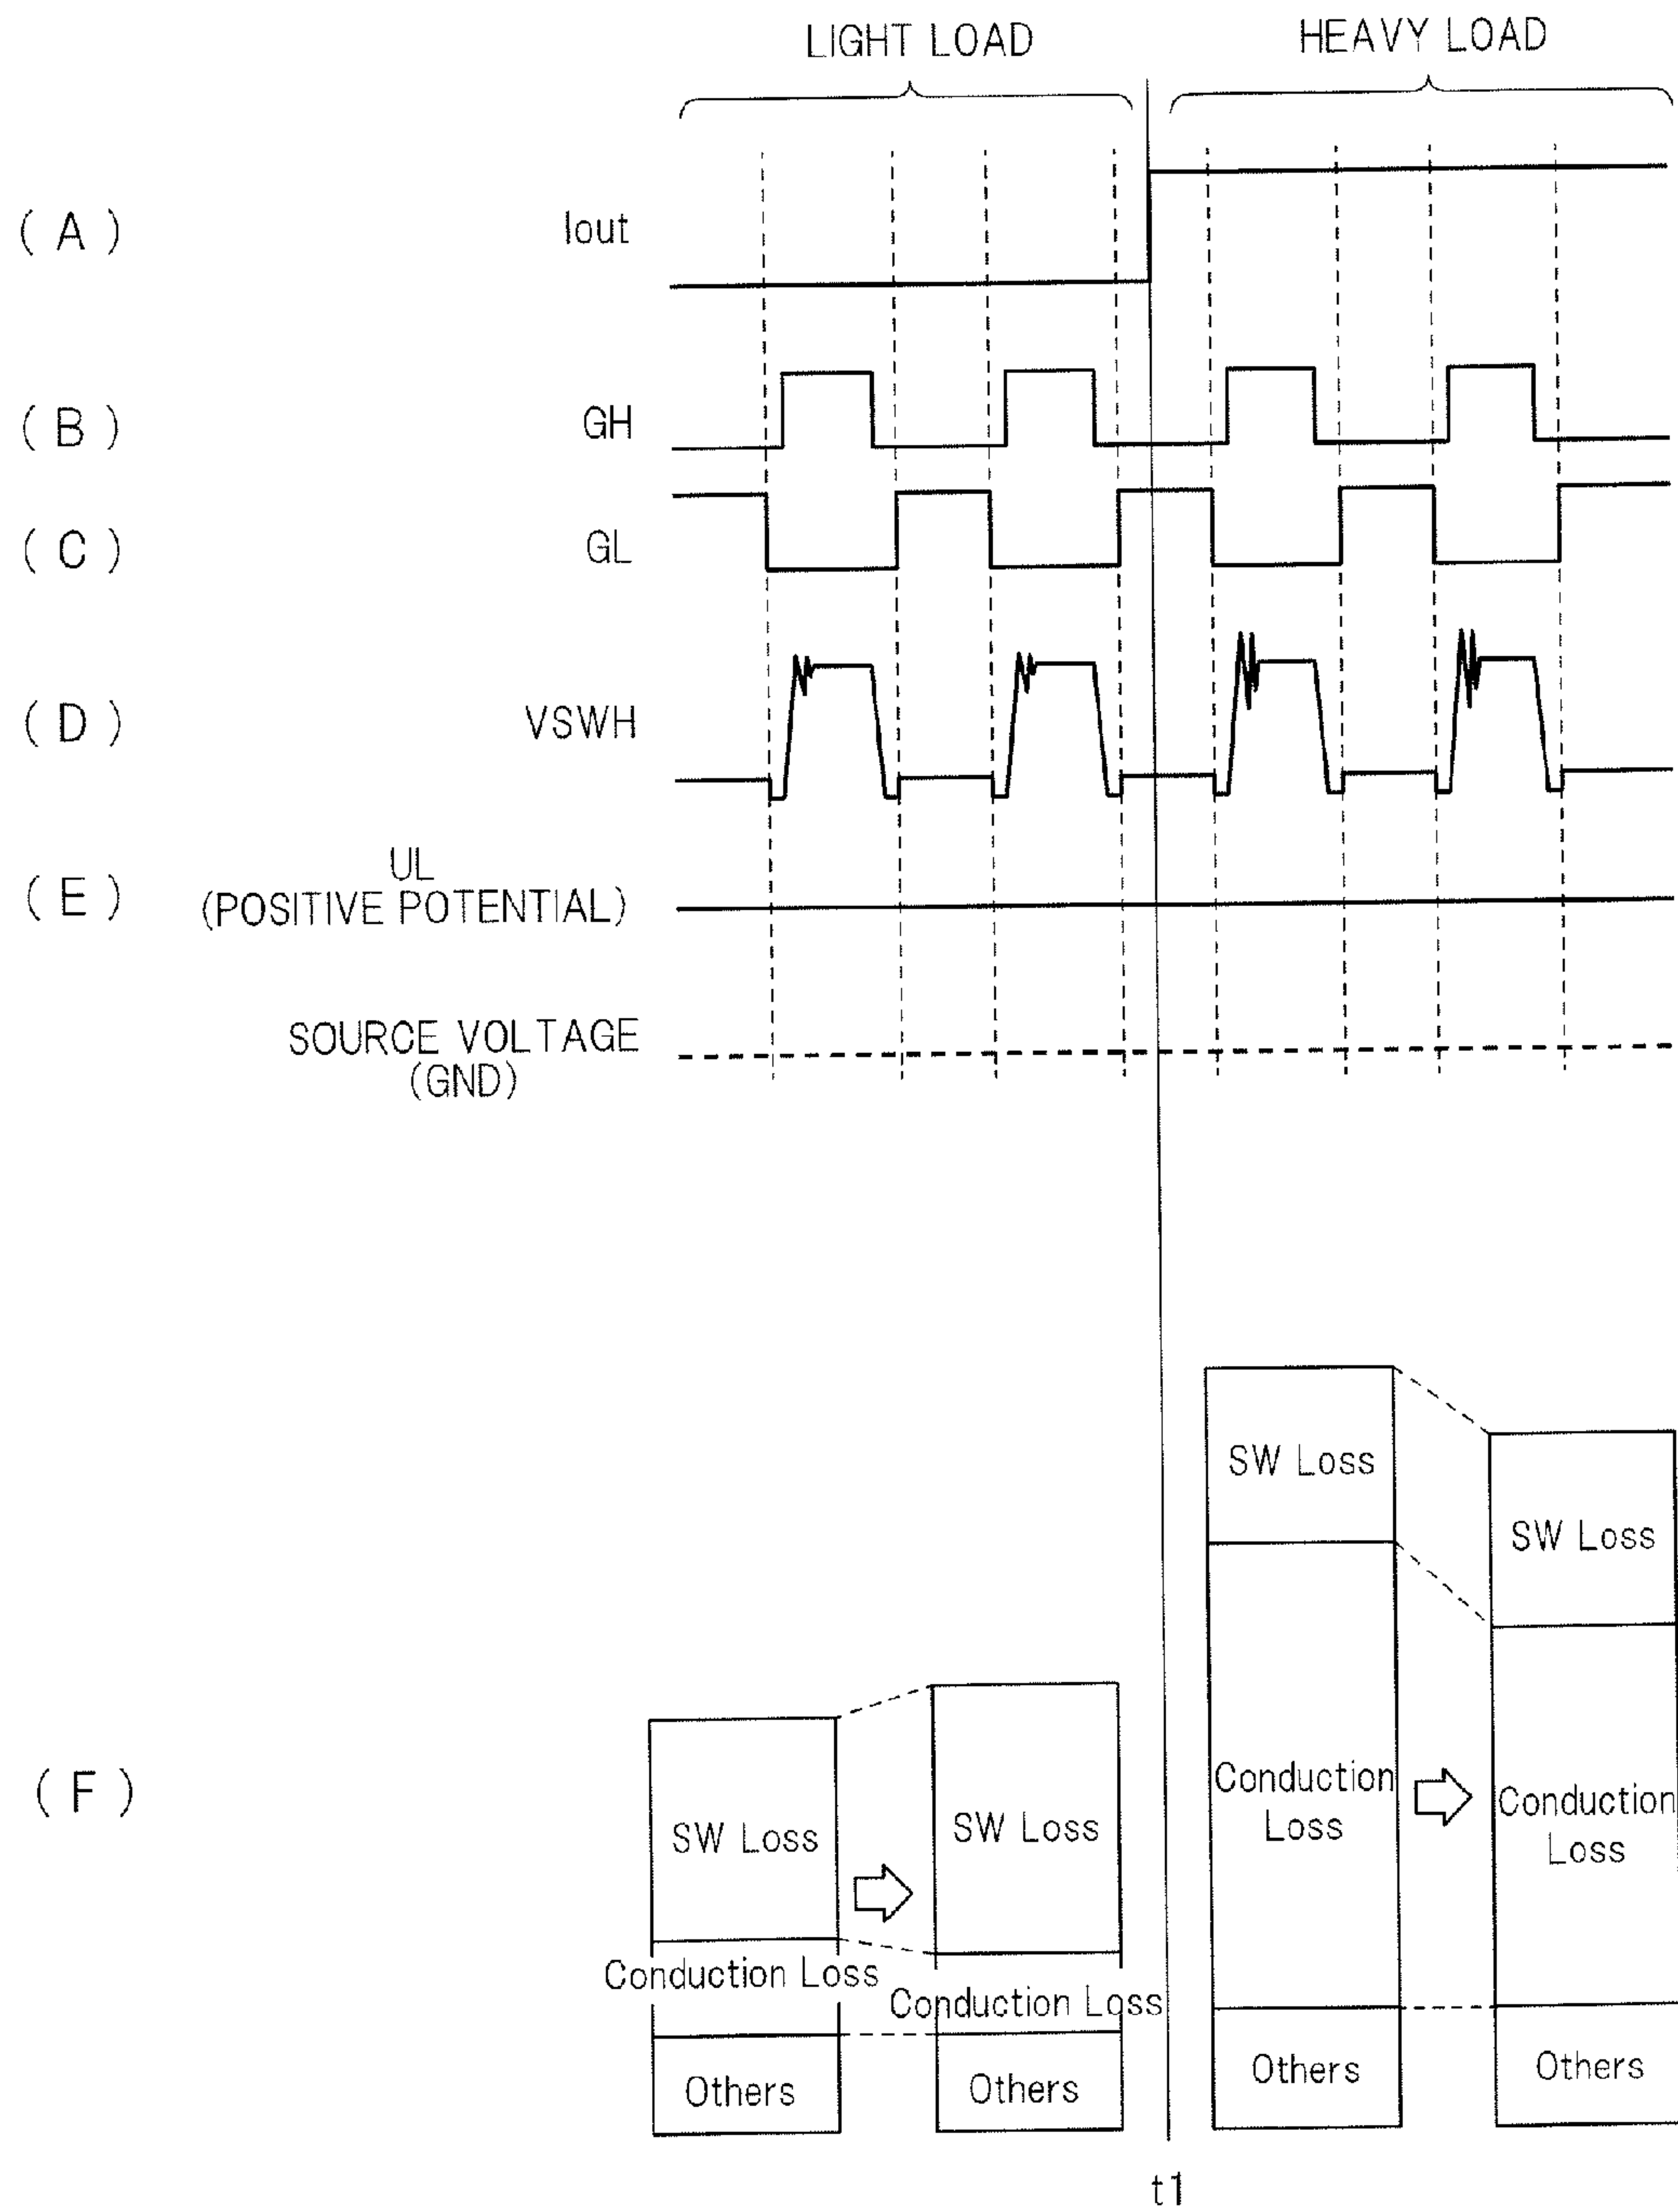 LIGHT LOAD
HEAVY LOAD
(A)
Iout
(B)
GH
(C)
GL
(D)
VSWH
(E)
UL
(POSITIVE POTENTIAL)
SOURCE VOLTAGE
(GND)
(F)
SW Loss
Conduction Loss
Others
SW Loss
Conduction Loss
Others
SW Loss
Conduction
Loss
Others
SW Loss
Conduction
Loss
Others
t1